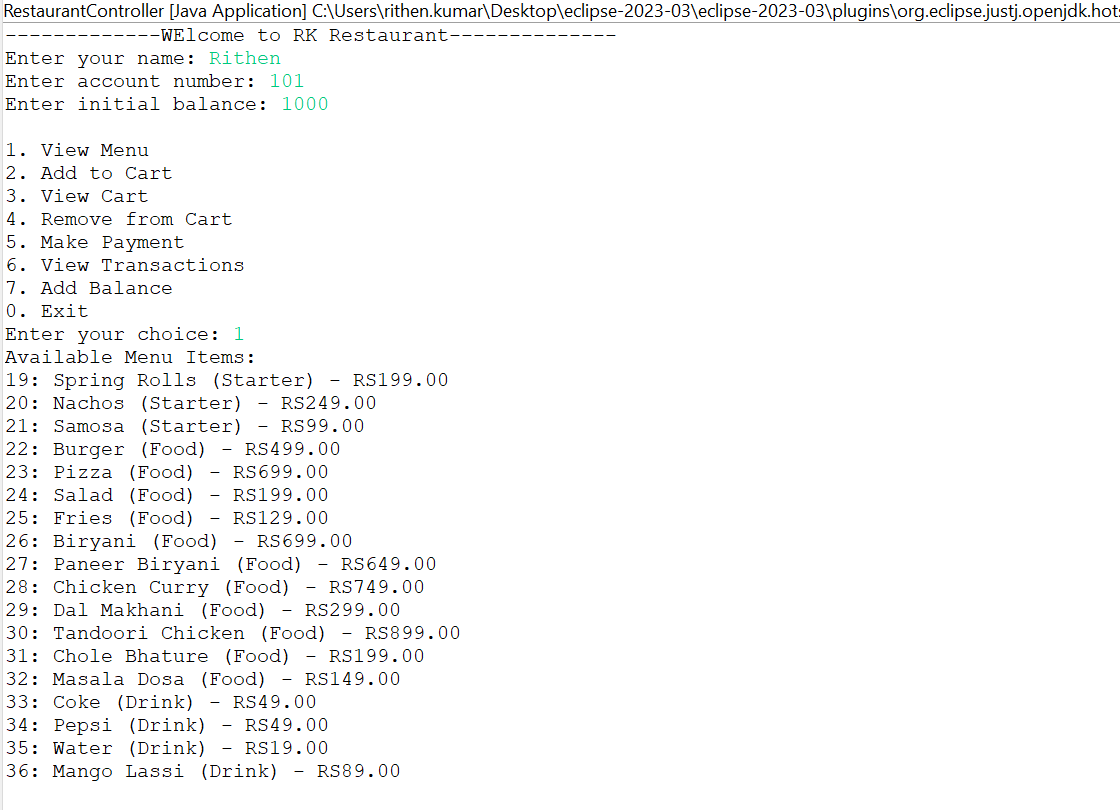 RestaurantController [Java Application] C:\Users\rithen.kumar\Desktop\eclipse-2023-03\eclipse-2023-03\plugins\org.eclipse.justj.openjdk.hots
-------------WElcome to RK Restaurant--------------
Enter your name: Rithen
Enter account number: 101
Enter initial balance: 1000
1. View Menu
2. Add to Cart
3. View Cart
4. Remove from Cart
5. Make Payment
6. View Transactions
7. Add Balance
0. Exit
Enter your choice: 1
Available Menu Items:
19: Spring Rolls (Starter) - RS199.00
20: Nachos (Starter) - RS249.00
21: Samosa (Starter) - RS99.00
22: Burger (Food) - RS499.00
23: Pizza (Food) - RS699.00
24: Salad (Food) - RS199.00
25: Fries (Food) - RS129.00
26: Biryani (Food) - RS699.00
27: Paneer Biryani (Food) - RS649.00
28: Chicken Curry (Food) - RS749.00
29: Dal Makhani (Food) - RS299.00
30: Tandoori Chicken (Food) - RS899.00
31: Chole Bhature (Food) - RS199.00
32: Masala Dosa (Food) - RS149.00
33: Coke (Drink) - RS49.00
34: Pepsi (Drink) - RS49.00
35: Water (Drink) - RS19.00
36: Mango Lassi (Drink) - RS89.00